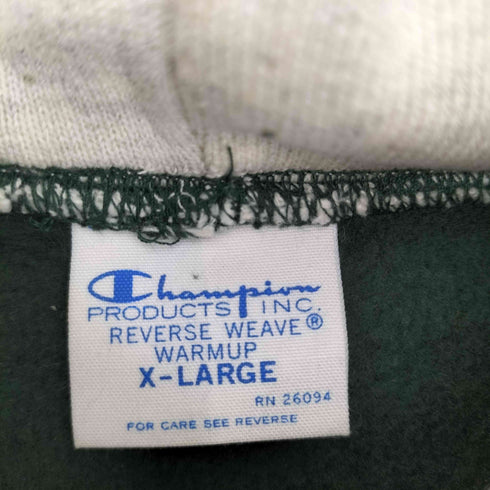 Champion
PRODUCTS INC.
REVERSE WEAVE®
WARMUP
X-LARGE
RN 26094
FOR CARE SEE REVERSE